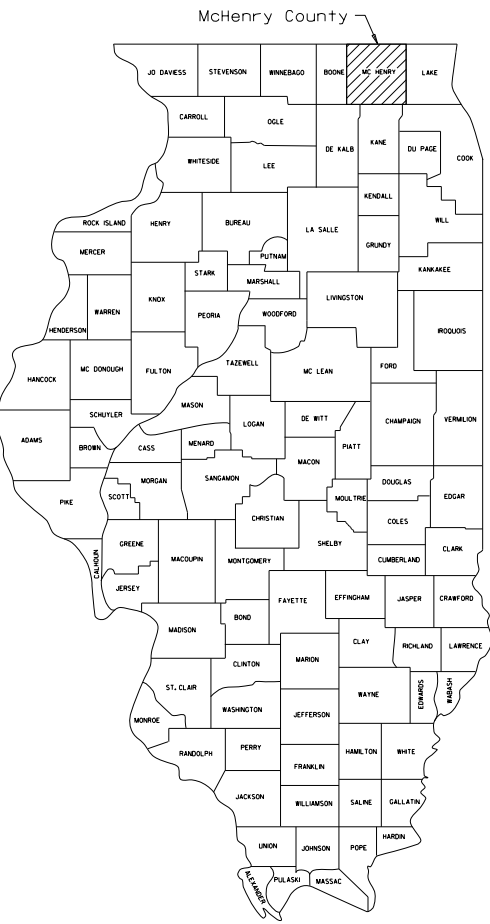 McHenry County
JO DAVIESS
STEVENSON
WINNEBAGO
BOONE
MC HENRY
LAKE
CARROLL
OGLE
DE KALB
KANE
DU PAGE
COOK
WHITESIDE
LEE
KENDALL
WILL
ROCK ISLAND
HENRY
BUREAU
LA SALLE
GRUNDY
MERCER
PUTNAM
KANKAKEE
STARK
MARSHALL
KNOX
LIVINGSTON
HENDERSON
WARREN
PEORIA
WOODFORD
IROQUOIS
HANCOCK
MC DONOUGH
FULTON
TAZEWELL
MC LEAN
FORD
MASON
SCHUYLER
LOGAN
DE WITT
CHAMPAIGN
VERMILION
ADAMS
BROWN
CASS
MENARD
PIATT
MACON
MORGAN
SANGAMON
DOUGLAS
EDGAR
PIKE
SCOTT
MOULTRIE
CHRISTIAN
COLES
GREENE
MACOUPIN
SHELBY
CALHOUN
MONTGOMERY
CUMBERLAND
CLARK
JERSEY
FAYETTE
EFFINGHAM
JASPER
CRAWFORD
MADISON
BOND
CLAY
RICHLAND
LAWRENCE
CLINTON
MARION
ST. CLAIR
WAYNE
EDWARDS
WABASH
WASHINGTON
JEFFERSON
MONROE
RANDOLPH
PERRY
HAMILTON
WHITE
FRANKLIN
JACKSON
WILLIAMSON
SALINE
GALLATIN
UNION
JOHNSON
POPE
HARDIN
ALEXANDER
PULASKI
MASSAC